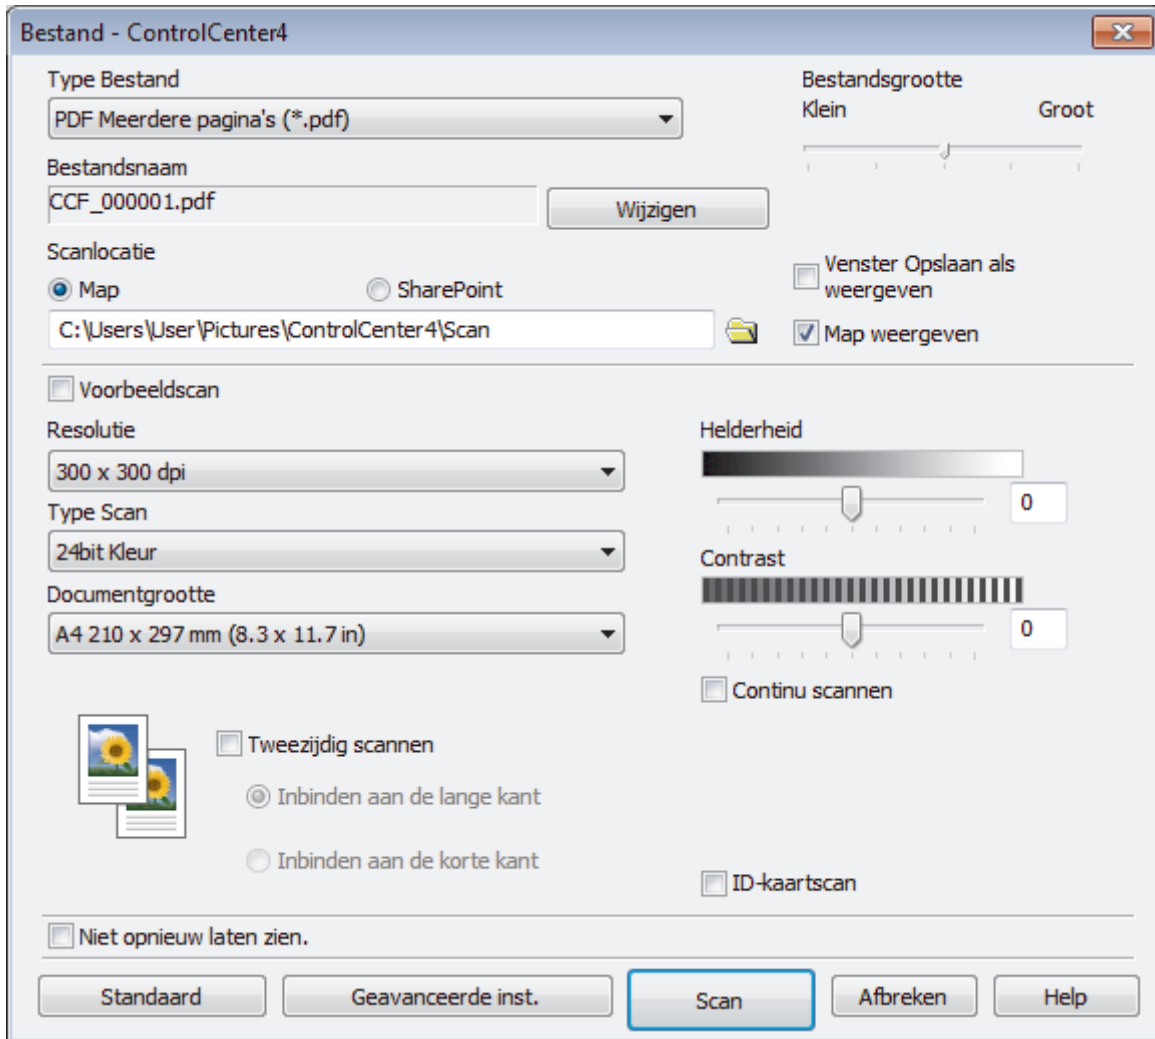 Bestand - ControlCenter4
Type Bestand
PDF Meerdere pagina's (*.pdf)
Bestandsgrootte
Klein Groot
Bestandsnaam
CCF_000001.pdf
Wijzigen
Scanlocatie
Map
SharePoint
C:\Users\User\Pictures\ControlCenter4\Scan
Venster Opslaan als
weergeven
Map weergeven
Voorbeeldscan
Resolutie
300 x 300 dpi
Type Scan
24bit Kleur
Documentgrootte
A4 210 x 297 mm (8.3 x 11.7 in)
Helderheid
0
Contrast
0
Continu scannen
Tweezijdig scannen
Inbinden aan de lange kant
Inbinden aan de korte kant
ID-kaartscan
Niet opnieuw laten zien.
Standaard
Geavanceerde inst.
Scan
Afbreken
Help